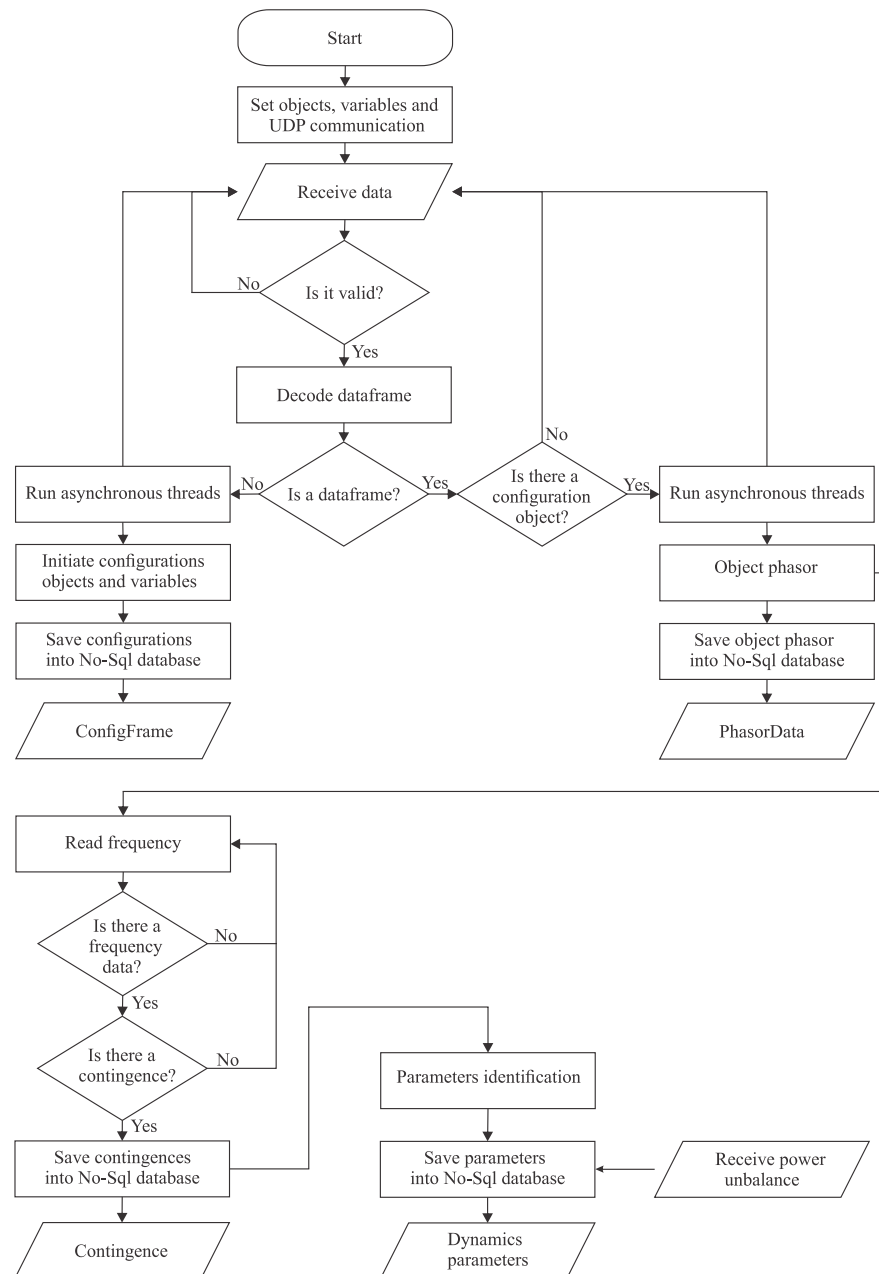 Start
Set objects, variables and
UDP communication
Receive data
No
Is it valid?
Yes
Decode dataframe
No
Run asynchronous threads
No
Is a dataframe?
Yes
Is there a
configuration
object?
Yes
Run asynchronous threads
Initiate configurations
objects and variables
Object phasor
Save configurations
into No-Sql database
Save object phasor
into No-Sql database
ConfigFrame
PhasorData
Read frequency
Is there a
frequency
data?
No
Yes
Is there a
contingence?
No
Parameters identification
Yes
Save contingences
into No-Sql database
Save parameters
into No-Sql database
Receive power
unbalance
Contingence
Dynamics
parameters